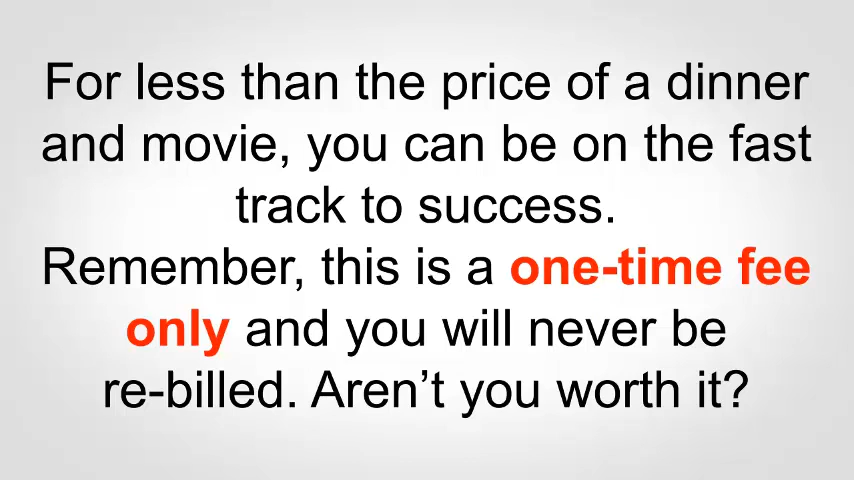 For less than the price of a dinner
and movie, you can be on the fast
track to success.
Remember, this is a one-time fee
only and you will never be
re-billed. Aren’t you worth it?